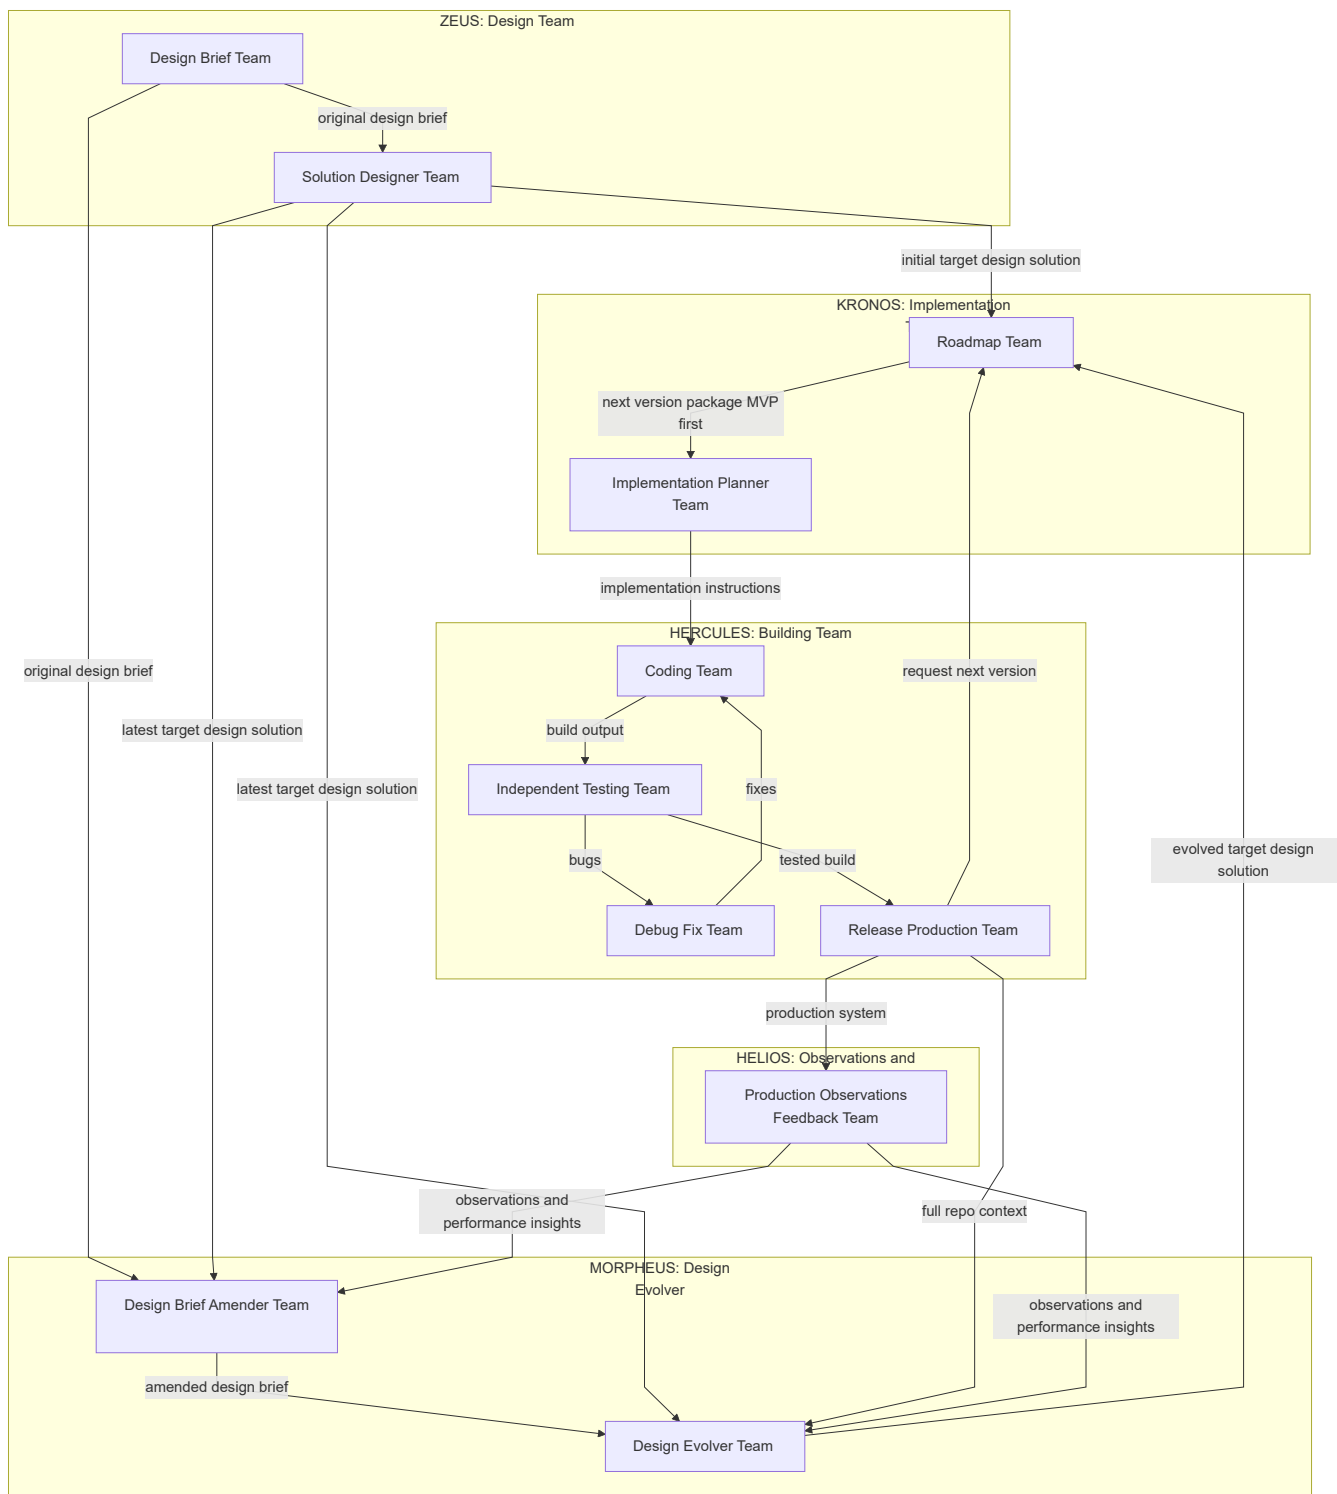 ZEUS: Design Team
Design Brief Team
original design brief
Solution Designer Team
initial target design solution
KRONOS: Implementation
Roadmap Team
next version package MVP
first
Implementation Planner
Team
implementation instructions
HERCULES: Building Team
Coding Team
original design brief
request next version
latest target design solution
build output
latest target design solution
Independent Testing Team
fixes
bugs
tested build
evolved target design
solution
Debug Fix Team
Release Production Team
production system
HELIOS: Observations and
Production Observations
Feedback Team
observations and
performance insights
full repo context
MORPHEUS: Design
Evolver
Design Brief Amender Team
observations and
performance insights
amended design brief
Design Evolver Team